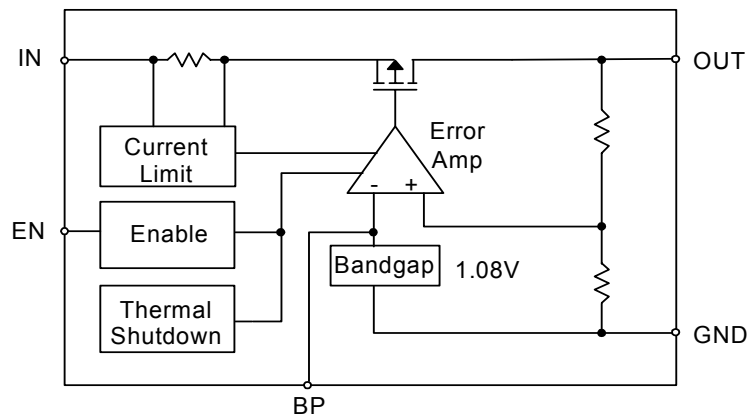 IN
OUT
Error
Amp
Current
Limit
- +
EN
Enable
Bandgap
1.08V
Thermal
Shutdown
GND
BP